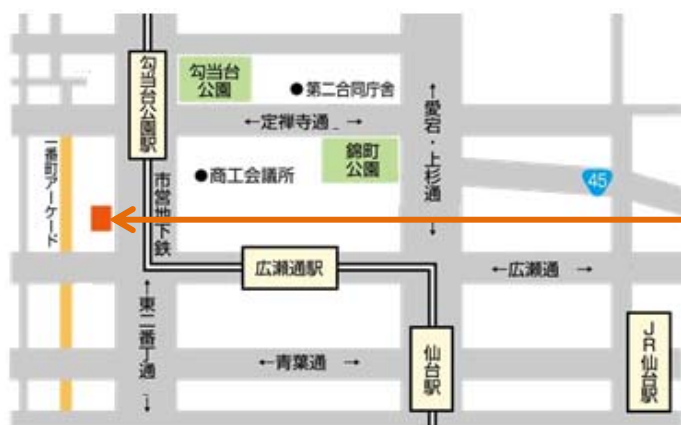 勾当台公園駅
勾当台
公園
●第二合同庁舎
←定禅寺通 →
←愛宕・上杉通→
一番町アーケード
市営地下鉄
●商工会議所
錦町
公園
45
広瀬通駅
←広瀬通→
←東二番丁通→
←青葉通 →
仙台駅
JR仙台駅